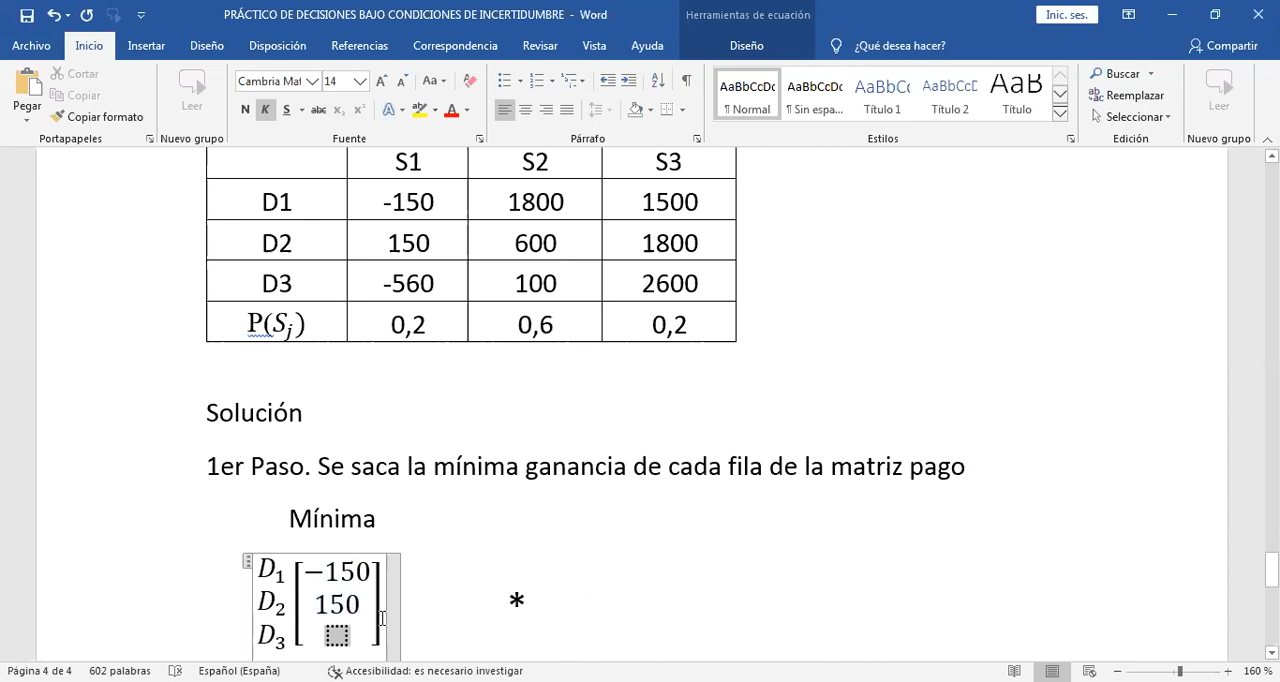 PRÁCTICO DE DECISIONES BAJO CONDICIONES DE INCERTIDUMBRE - Word
Herramientas de ecuación
Inic. ses.
Archivo Inicio Insertar Diseño Disposición Referencias Correspondencia Revisar Vista Ayuda Diseño ¿Qué desea hacer? Compartir
Pegar
Cortar
Copiar
Copiar formato
Portapapeles
Leer
Nuevo grupo
Cambria Mat 14 A A Aa
N K S abc x₂ x² A A
Fuente
Párrafo
AaBbCcDc AaBbCcDc AaBbCc AaBbCcD AaB
¶ Normal ¶ Sin espa... Título 1 Título 2 Título
Estilos
Buscar
Reemplazar
Seleccionar
Edición
Leer
Nuevo grupo
S1 S2 S3
D1 -150 1800 1500
D2 150 600 1800
D3 -560 100 2600
P(Sⱼ) 0,2 0,6 0,2
Solución
1er Paso. Se saca la mínima ganancia de cada fila de la matriz pago
Mínima
D₁ [−150]
D₂ 150 *
D₃
Página 4 de 4 602 palabras Español (España) Accesibilidad: es necesario investigar 160 %